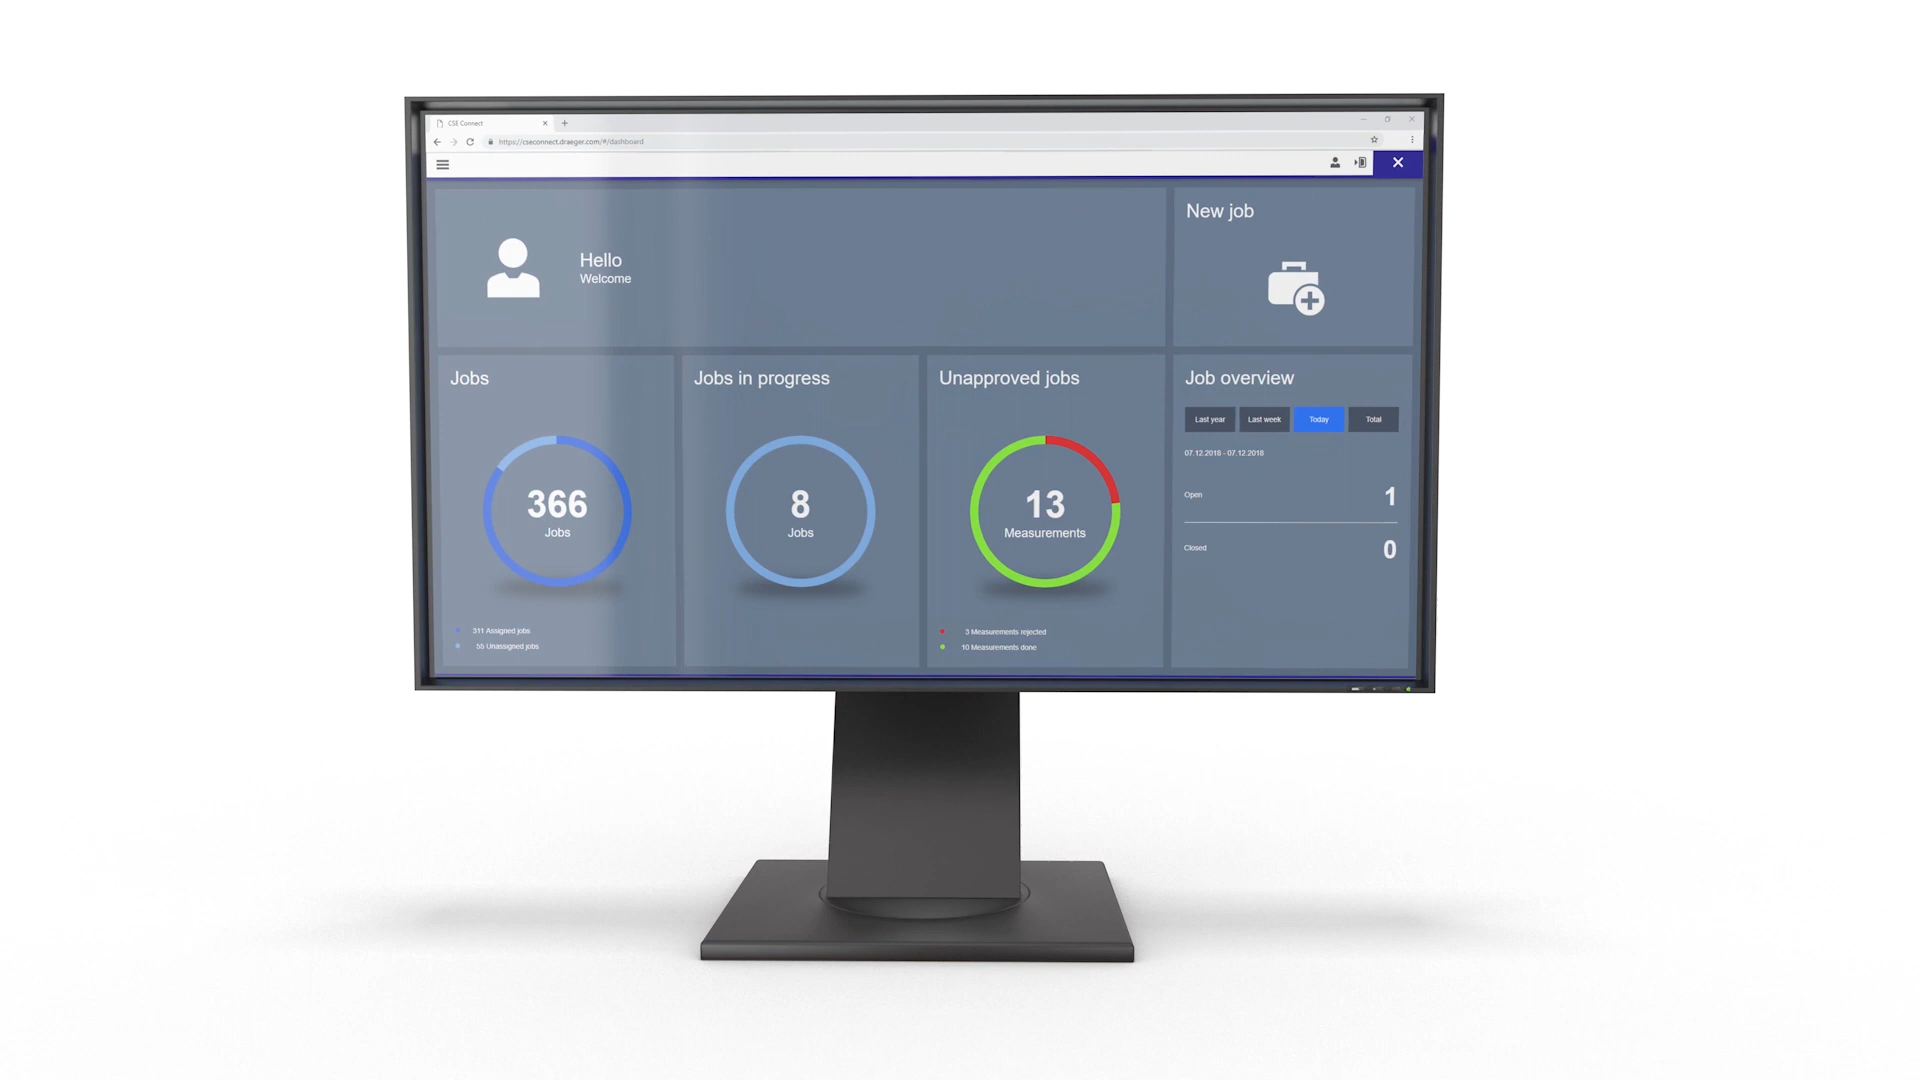 CSE Connect
https://cseconnect.draeger.com/#/dashboard
Hello
Welcome
New job
Jobs
366
Jobs
311 Assigned jobs
55 Unassigned jobs
Jobs in progress
8
Jobs
Unapproved jobs
13
Measurements
3 Measurements rejected
10 Measurements done
Job overview
Last year Last week Today Total
07.12.2018 - 07.12.2018
Open 1
Closed 0